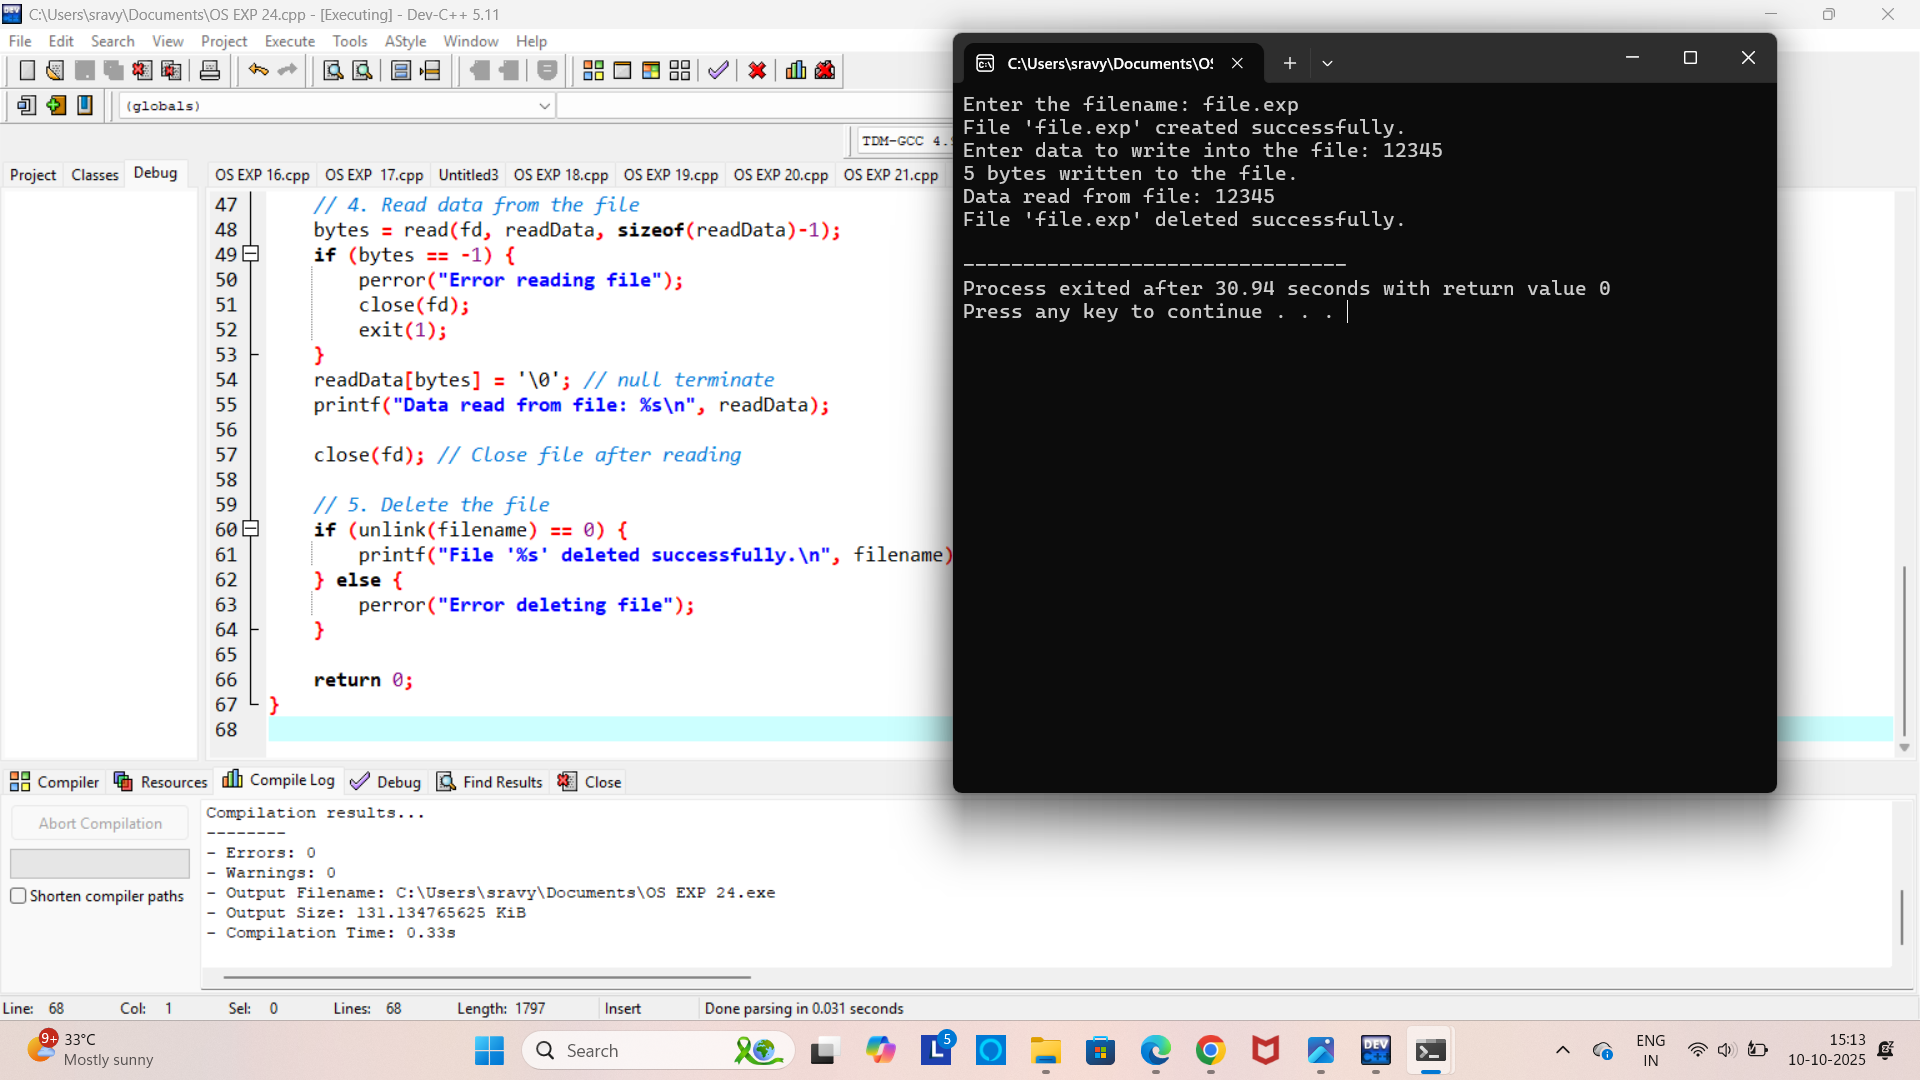 C:\Users\sravy\Documents\OS EXP 24.cpp - [Executing] - Dev-C++ 5.11
File Edit Search View Project Execute Tools AStyle Window Help
(globals)
TDM-GCC 4.
Project Classes Debug
OS EXP 16.cpp OS EXP 17.cpp Untitled3 OS EXP 18.cpp OS EXP 19.cpp OS EXP 20.cpp OS EXP 21.cpp
47 // 4. Read data from the file
48 bytes = read(fd, readData, sizeof(readData)-1);
49 if (bytes == -1) {
50 perror("Error reading file");
51 close(fd);
52 exit(1);
53 }
54 readData[bytes] = '\0'; // null terminate
55 printf("Data read from file: %s\n", readData);
56
57 close(fd); // Close file after reading
58
59 // 5. Delete the file
60 if (unlink(filename) == 0) {
61 printf("File '%s' deleted successfully.\n", filename)
62 } else {
63 perror("Error deleting file");
64 }
65
66 return 0;
67 }
68
C:\Users\sravy\Documents\OS
Enter the filename: file.exp
File 'file.exp' created successfully.
Enter data to write into the file: 12345
5 bytes written to the file.
Data read from file: 12345
File 'file.exp' deleted successfully.
--------------------------------
Process exited after 30.94 seconds with return value 0
Press any key to continue . . .
Compiler Resources Compile Log Debug Find Results Close
Abort Compilation
Shorten compiler paths
Compilation results...
--------
- Errors: 0
- Warnings: 0
- Output Filename: C:\Users\sravy\Documents\OS EXP 24.exe
- Output Size: 131.134765625 KiB
- Compilation Time: 0.33s
Line: 68 Col: 1 Sel: 0 Lines: 68 Length: 1797 Insert Done parsing in 0.031 seconds
9+ 33°C
Mostly sunny
Search
L 5
DEV C++
ENG
IN
15:13
10-10-2025